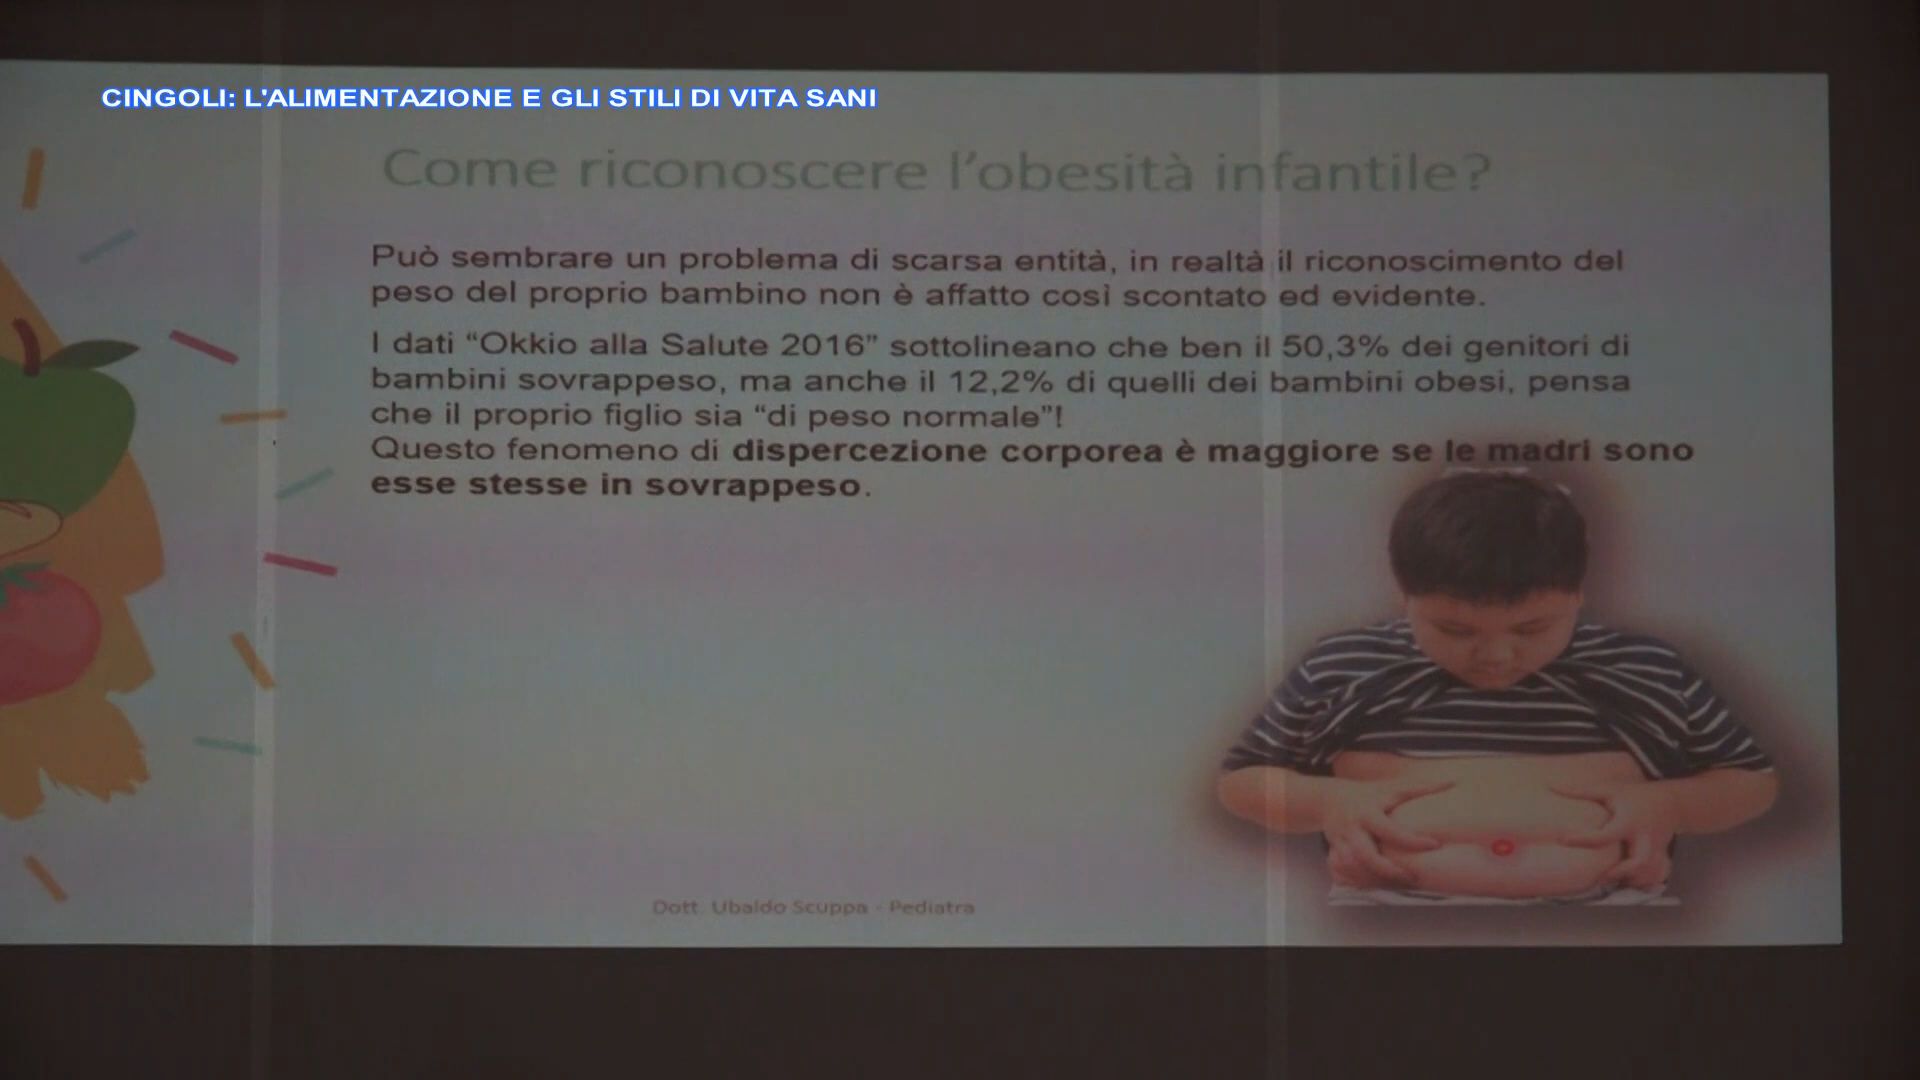 CINGOLI: L'ALIMENTAZIONE E GLI STILI DI VITA SANI
Come riconoscere l'obesità infantile?
Può sembrare un problema di scarsa entità, in realtà il riconoscimento del
peso del proprio bambino non è affatto così scontato ed evidente.
I dati “Okkio alla Salute 2016” sottolineano che ben il 50,3% dei genitori di
bambini sovrappeso, ma anche il 12,2% di quelli dei bambini obesi, pensa
che il proprio figlio sia “di peso normale”!
Questo fenomeno di dispercezione corporea è maggiore se le madri sono
esse stesse in sovrappeso.
Dott. Ubaldo Scuppa - Pediatra